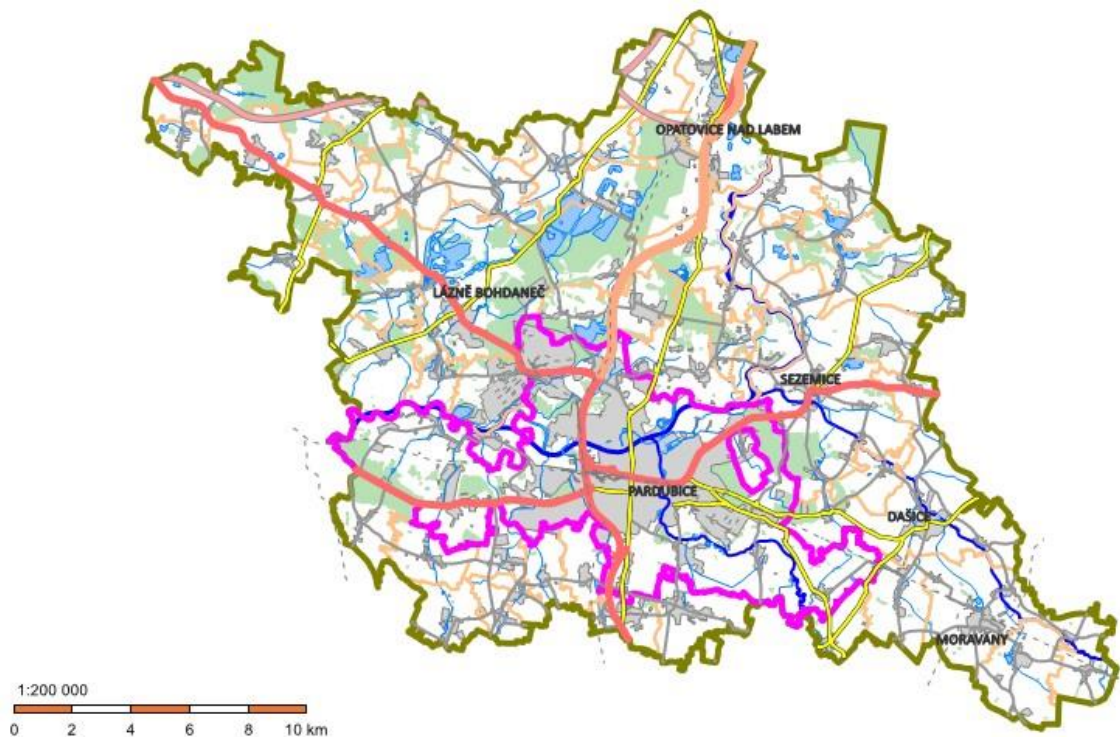 OPATOVICE NAD LABEM
LÁZNĚ BOHDANEČ
SEZEMICE
PARDUBICE
DAŠICE
MORAVANY
1:200 000
0 2 4 6 8 10 km